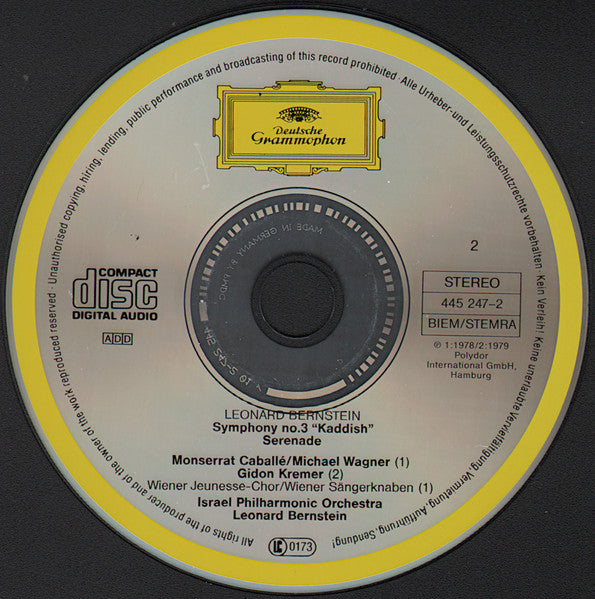 Unauthorised copying, hiring, lending, public performance and broadcasting of this record prohibited · Alle Urheber-und Leistungsschutzrechte vorbehalten · Kein Verleih! Keine unerlaubte Vervielfältigung, Vermietung, Aufführung, Sendung!
All rights of the producer and of the owner of the work reproduced reserved ·
Deutsche
Grammophon
MADE IN GERMANY BY PMDC
2
COMPACT
disc
DIGITAL AUDIO
ADD
STEREO
445 247-2
BIEM/STEMRA
℗ 1:1978/2:1979
Polydor
International GmbH,
Hamburg
LEONARD BERNSTEIN
Symphony no.3 "Kaddish"
Serenade
Monserrat Caballé/Michael Wagner (1)
Gidon Kremer (2)
Wiener Jeunesse-Chor/Wiener Sängerknaben (1)
Israel Philharmonic Orchestra
Leonard Bernstein
LC 0173